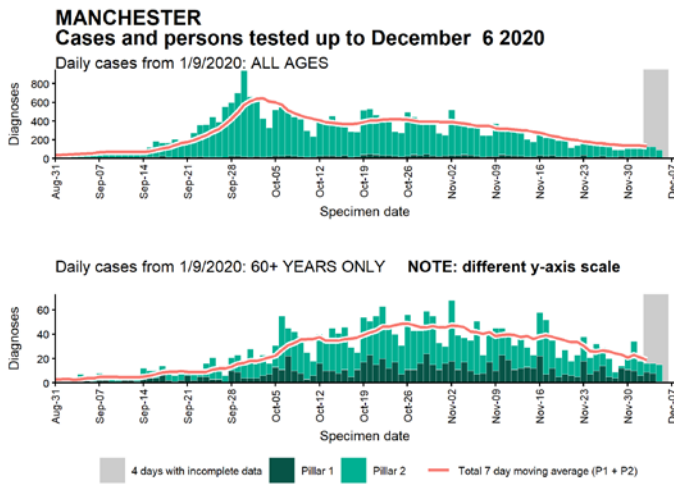 MANCHESTER
Cases and persons tested up to December 6 2020
Daily cases from 1/9/2020: ALL AGES
Diagnoses
800
600
400
200
0
Aug-31
Sep-07
Sep-14
Sep-21
Sep-28
Oct-05
Oct-12
Oct-19
Oct-26
Nov-02
Nov-09
Nov-16
Nov-23
Nov-30
Dec-07
Specimen date
Daily cases from 1/9/2020: 60+ YEARS ONLY NOTE: different y-axis scale
Diagnoses
60
40
20
0
Aug-31
Sep-07
Sep-14
Sep-21
Sep-28
Oct-05
Oct-12
Oct-19
Oct-26
Nov-02
Nov-09
Nov-16
Nov-23
Nov-30
Dec-07
Specimen date
4 days with incomplete data Pillar 1 Pillar 2 Total 7 day moving average (P1 + P2)